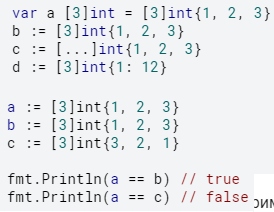 var a [3]int = [3]int{1, 2, 3}
b := [3]int{1, 2, 3}
c := [...]int{1, 2, 3}
d := [3]int{1: 12}
a := [3]int{1, 2, 3}
b := [3]int{1, 2, 3}
c := [3]int{3, 2, 1}
fmt.Println(a == b) // true
fmt.Println(a == c) // false